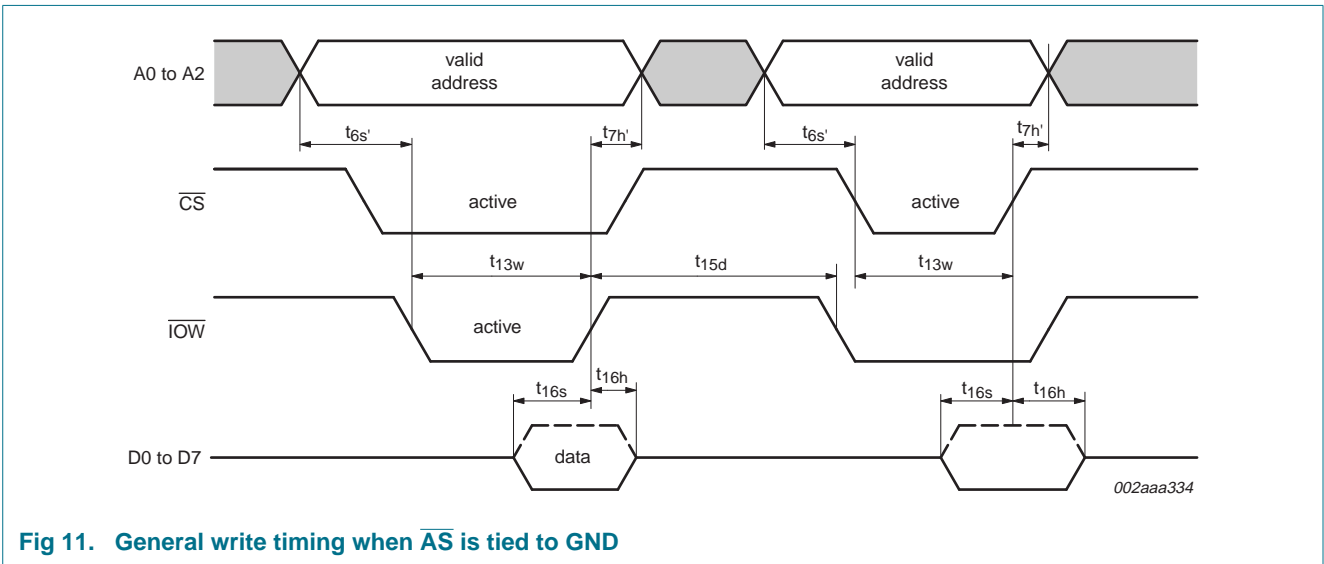 A0 to A2
valid
address
valid
address
t6s'
t7h'
t6s'
t7h'
CS
active
active
t13w
t15d
t13w
IOW
active
t16s
t16h
t16s
t16h
D0 to D7
data
002aaa334
Fig 11. General write timing when AS is tied to GND